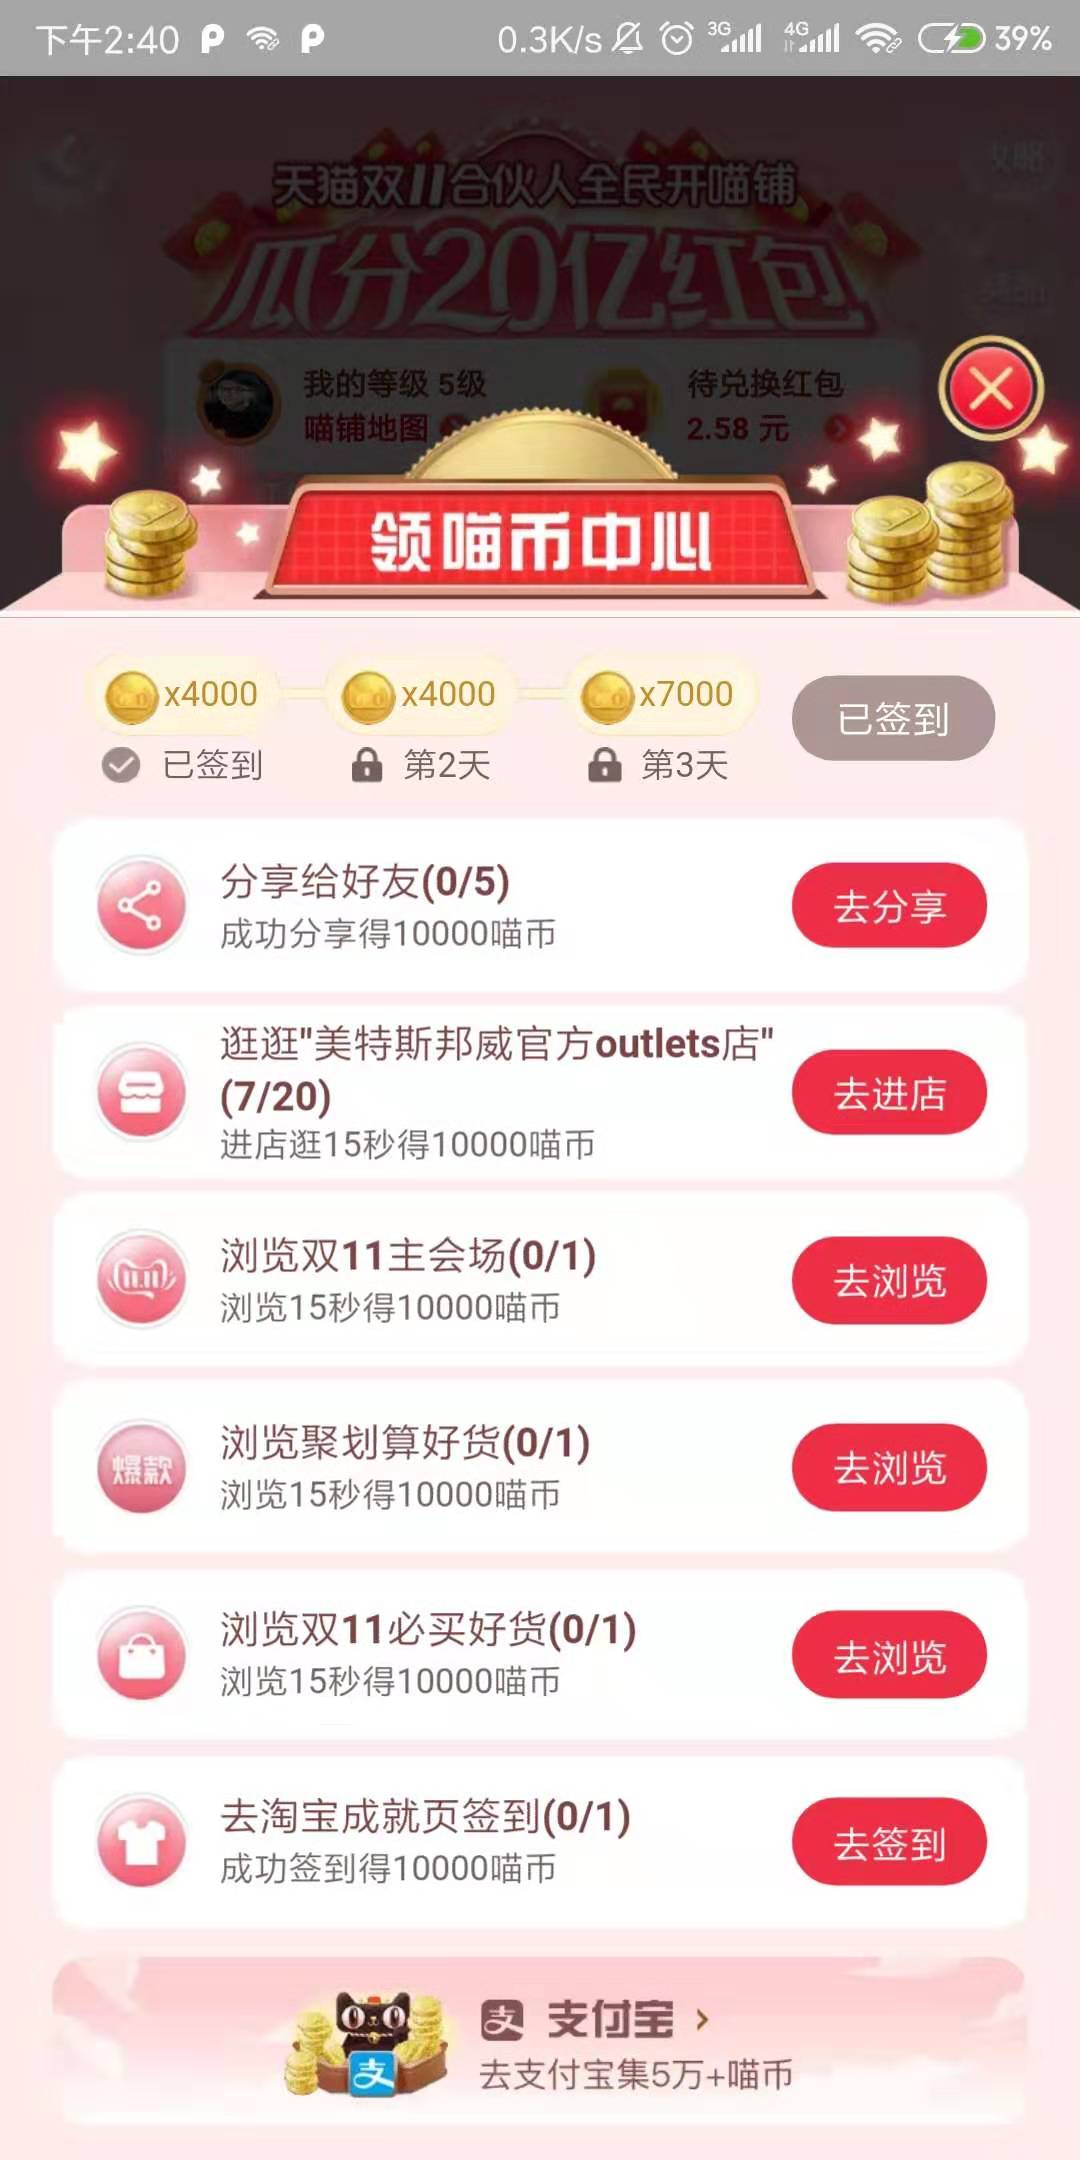 下午2:40
0.3K/s
3G
4G
39%
攻略
天猫双11合伙人全民开喵铺
瓜分20亿红包
我的等级 5级
喵铺地图
待兑换红包
2.58 元
领喵币中心
x4000
x4000
x7000
已签到
已签到
第2天
第3天
分享给好友(0/5)
成功分享得10000喵币
去分享
逛逛"美特斯邦威官方outlets店"
(7/20)
进店逛15秒得10000喵币
去进店
11.11
浏览双11主会场(0/1)
浏览15秒得10000喵币
去浏览
爆款
浏览聚划算好货(0/1)
浏览15秒得10000喵币
去浏览
浏览双11必买好货(0/1)
浏览15秒得10000喵币
去浏览
去淘宝成就页签到(0/1)
成功签到得10000喵币
去签到
支
支 支付宝 ›
去支付宝集5万+喵币